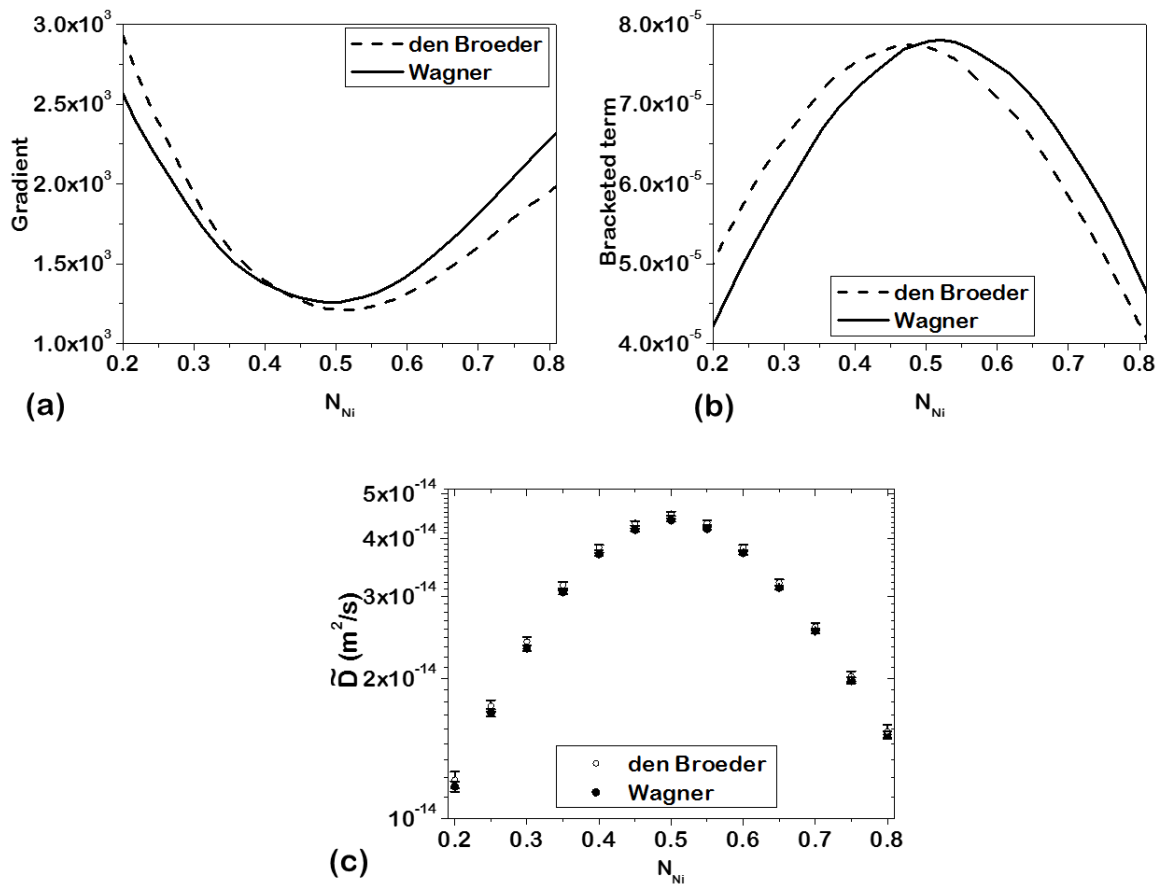 3.0x10³
2.5x10³
2.0x10³
1.5x10³
1.0x10³
Gradient
den Broeder
Wagner
0.2 0.3 0.4 0.5 0.6 0.7 0.8
N_Ni
(a)
8.0x10⁻⁵
7.0x10⁻⁵
6.0x10⁻⁵
5.0x10⁻⁵
4.0x10⁻⁵
Bracketed term
den Broeder
Wagner
0.2 0.3 0.4 0.5 0.6 0.7 0.8
N_Ni
(b)
5x10⁻¹⁴
4x10⁻¹⁴
3x10⁻¹⁴
2x10⁻¹⁴
10⁻¹⁴
D̃ (m²/s)
den Broeder
Wagner
0.2 0.3 0.4 0.5 0.6 0.7 0.8
N_Ni
(c)